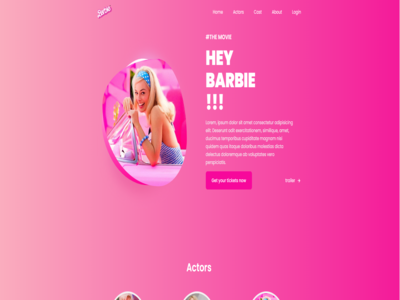 Barbie
Home Actors Cast About Login
#THE MOVIE
HEY
BARBIE
!!!
Lorem, ipsum dolor sit amet consectetur adipisicing
elit. Deserunt odit exercitationem, similique, amet,
ducimus temporibus cupiditate magnam nisi
quidem quos itaque doloribus molestias dicta
delectus doloremque ab voluptates vero
perspiciatis.
Get your tickets now
Trailer →
Actors